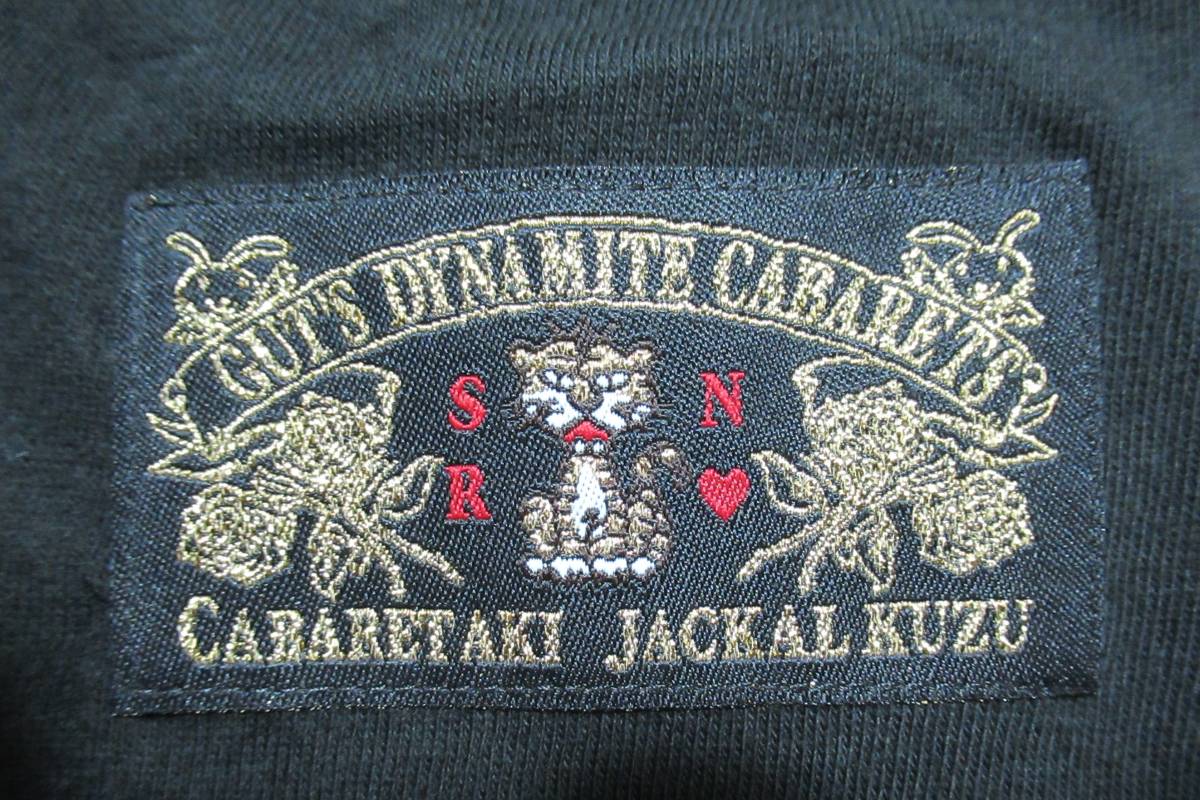 GUTS DYNAMITE CABARETS
S N
R ♥
CABARETAKI JACKAL KUZU